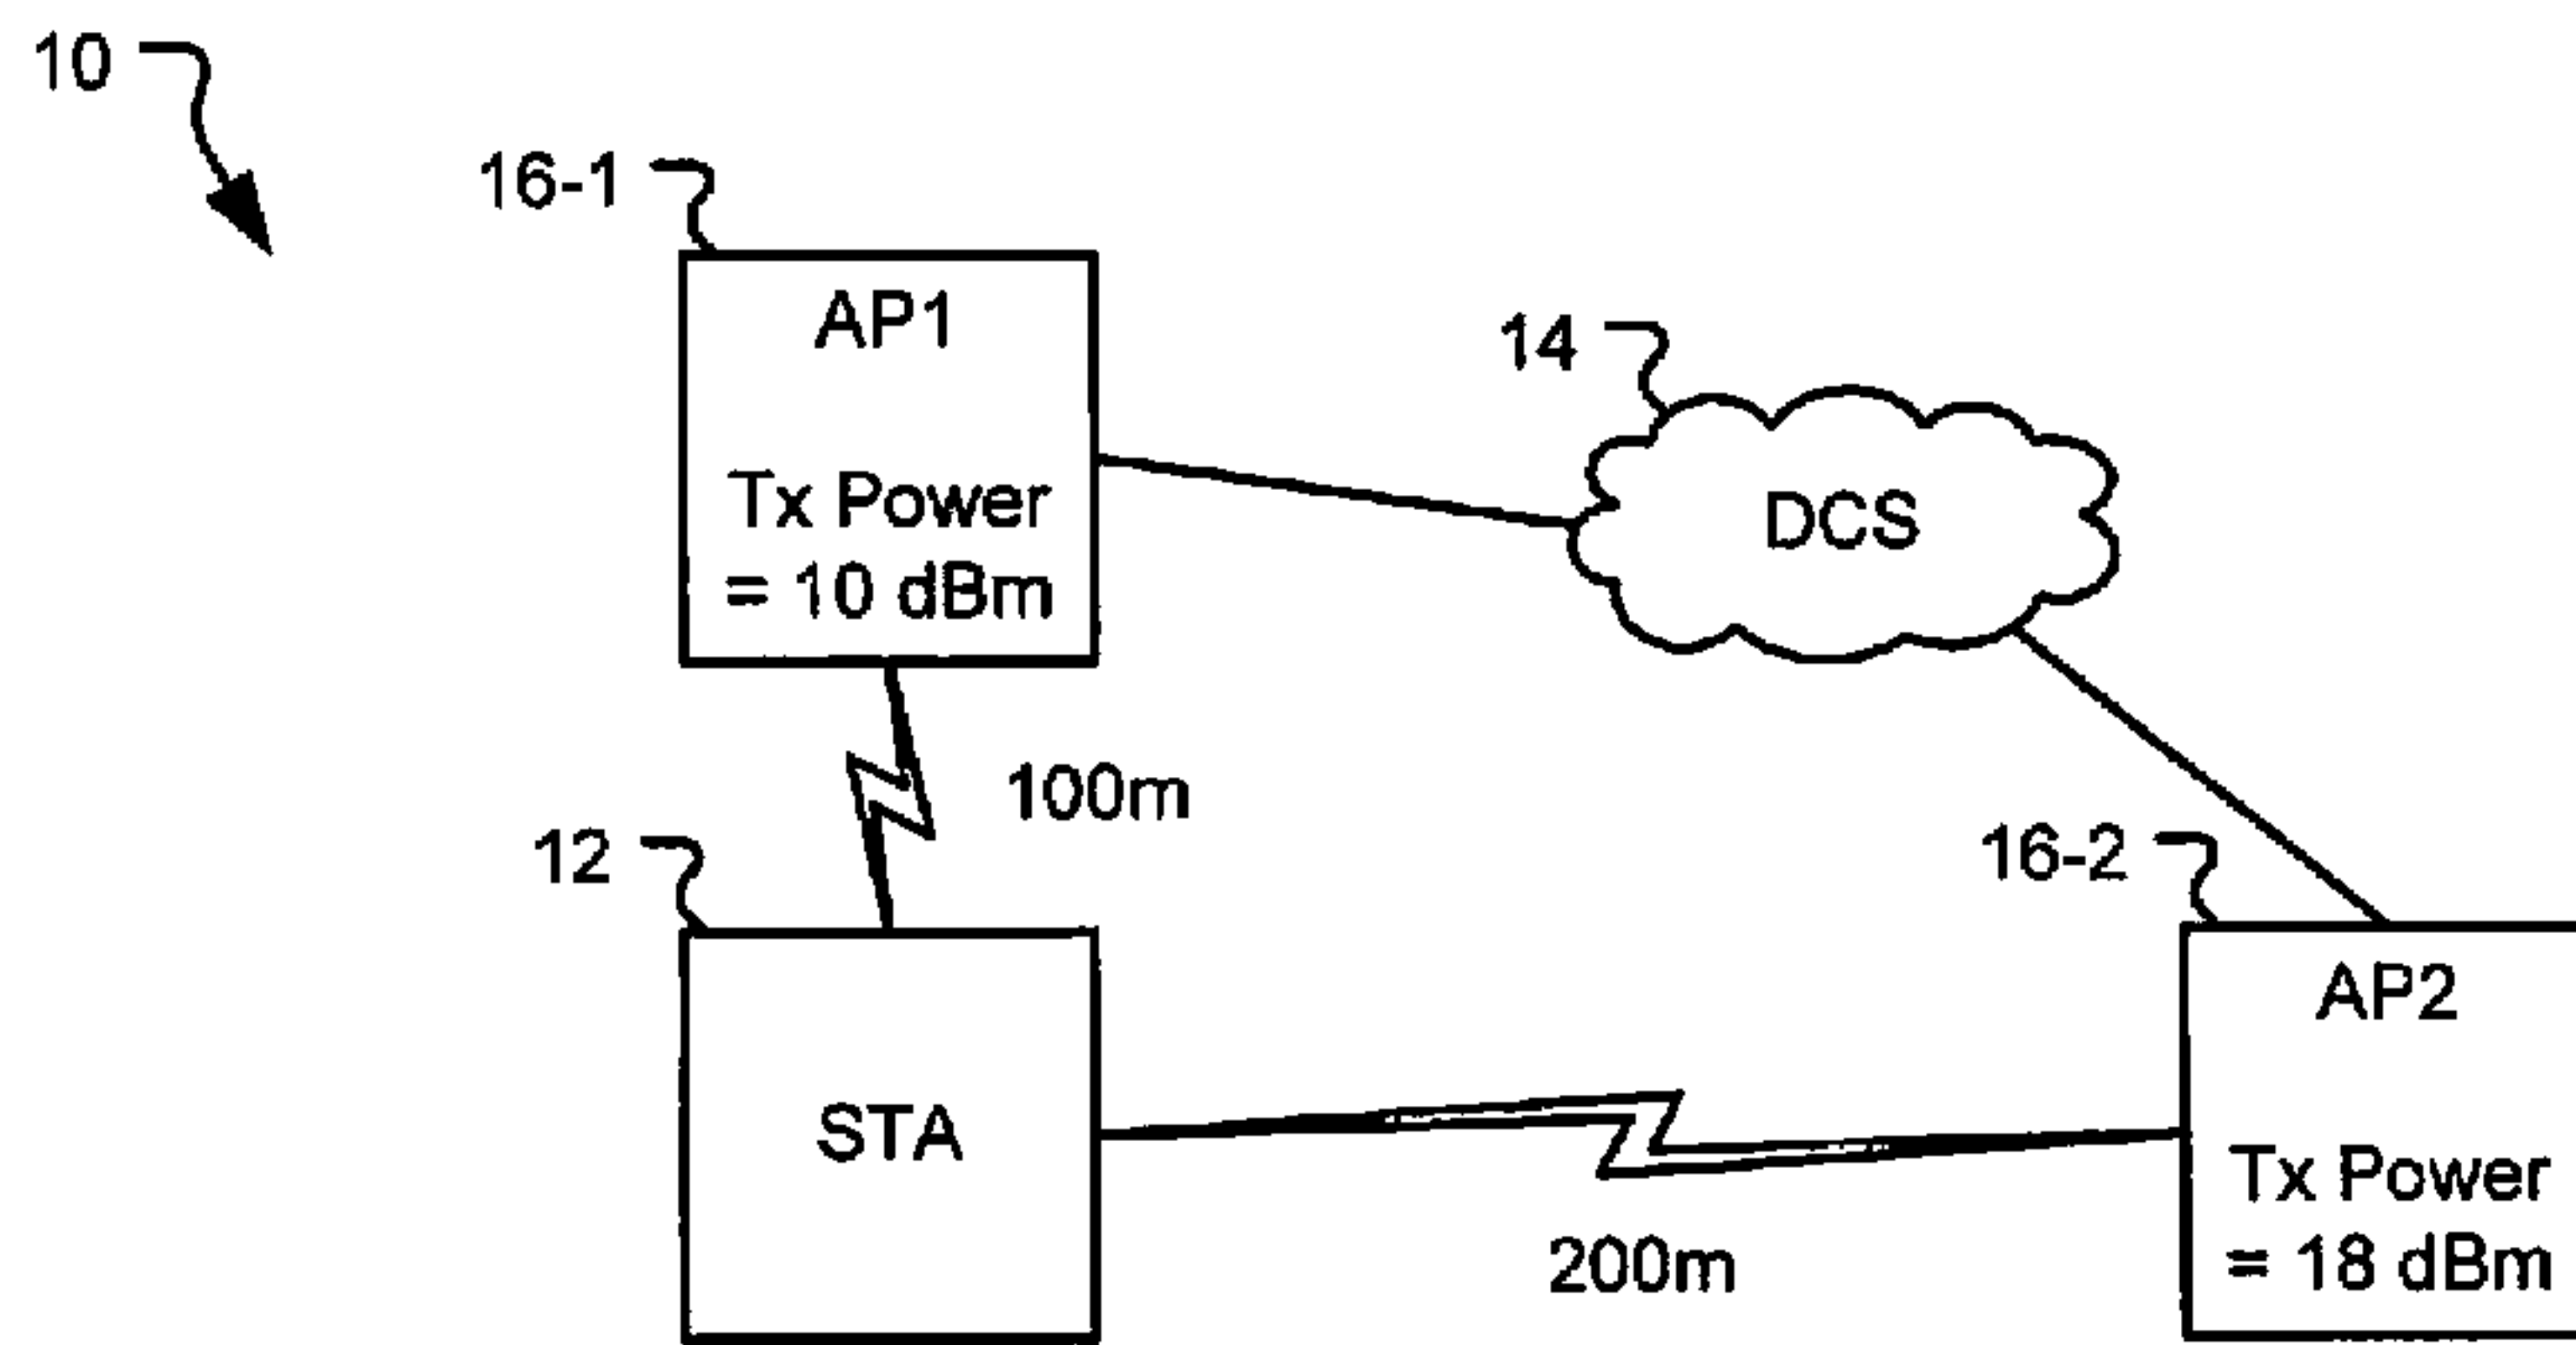 10
16-1
AP1
Tx Power
= 10 dBm
14
DCS
100m
12
STA
16-2
AP2
Tx Power
= 18 dBm
200m